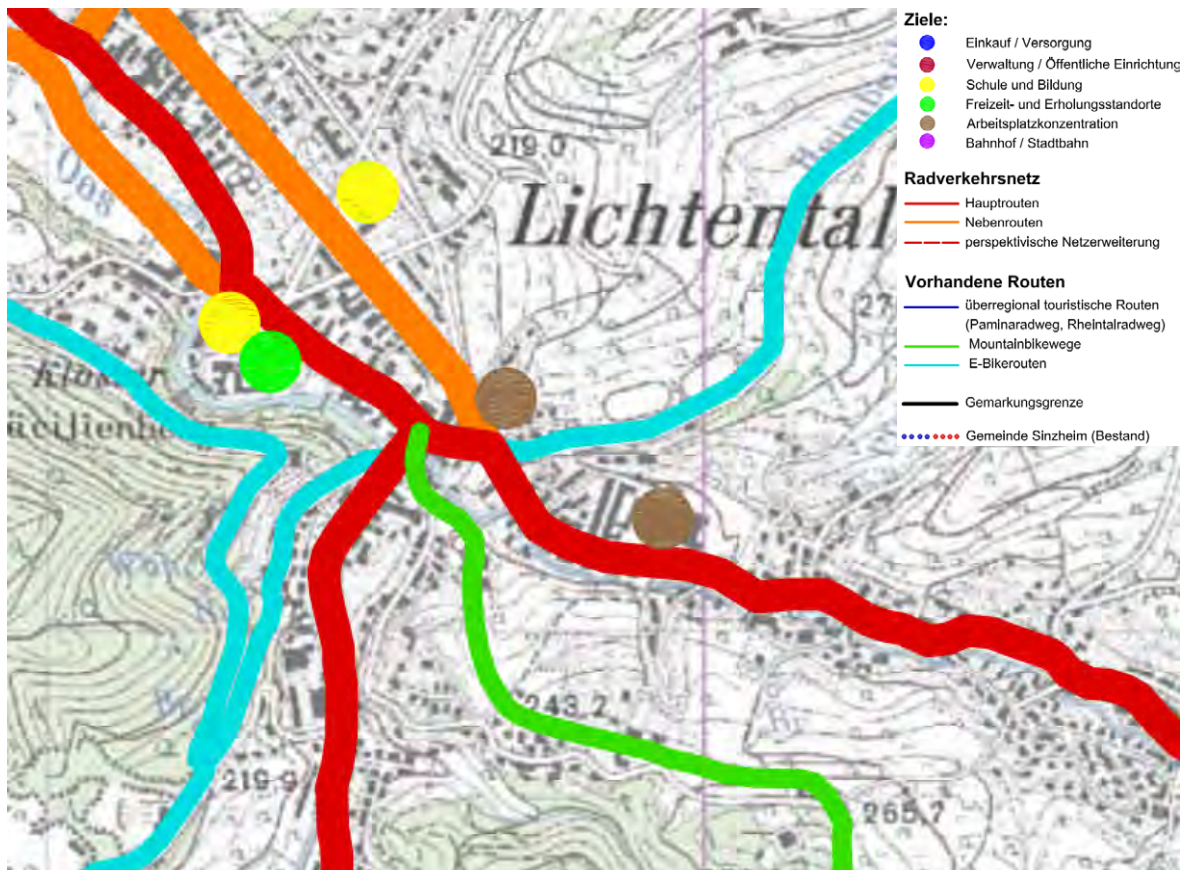 Ziele:
Einkauf / Versorgung
Verwaltung / Öffentliche Einrichtung
Schule und Bildung
Freizeit- und Erholungsstandorte
Arbeitsplatzkonzentration
Bahnhof / Stadtbahn
Radverkehrsnetz
Hauptrouten
Nebenrouten
perspektivische Netzerweiterung
Vorhandene Routen
überregional touristische Routen
(Paminaradweg, Rheintalradweg)
Mountainbikewege
E-Bikerouten
Gemarkungsgrenze
Gemeinde Sinzheim (Bestand)
219.0
Lichtental
27
Kloster
243.2
219.9
265.7